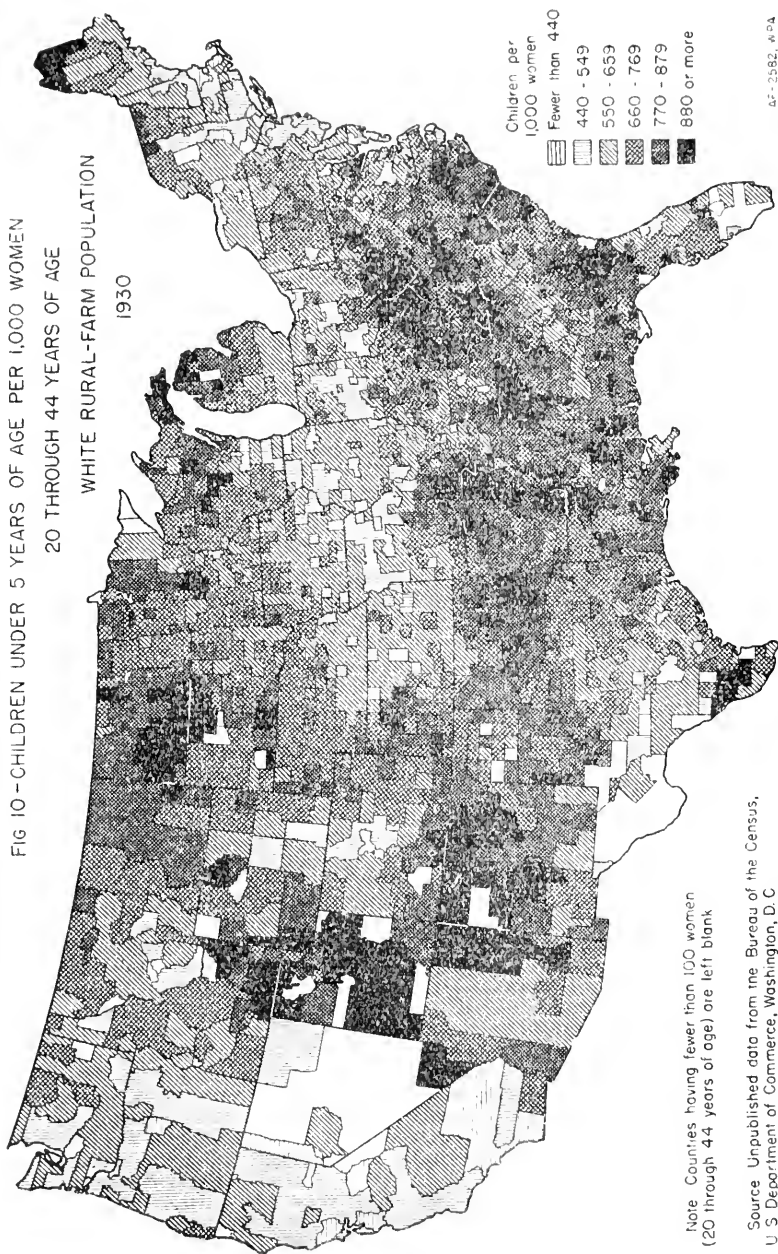 FIG 10-CHILDREN UNDER 5 YEARS OF AGE PER 1,000 WOMEN
20 THROUGH 44 YEARS OF AGE
WHITE RURAL-FARM POPULATION
1930
Children per
1,000 women
Fewer than 440
440 - 549
550 - 659
660 - 769
770 - 879
880 or more
Note Counties having fewer than 100 women
(20 through 44 years of age) are left blank
Source Unpublished data from the Bureau of the Census,
U S Department of Commerce, Washington, D. C
AF-2582, WPA